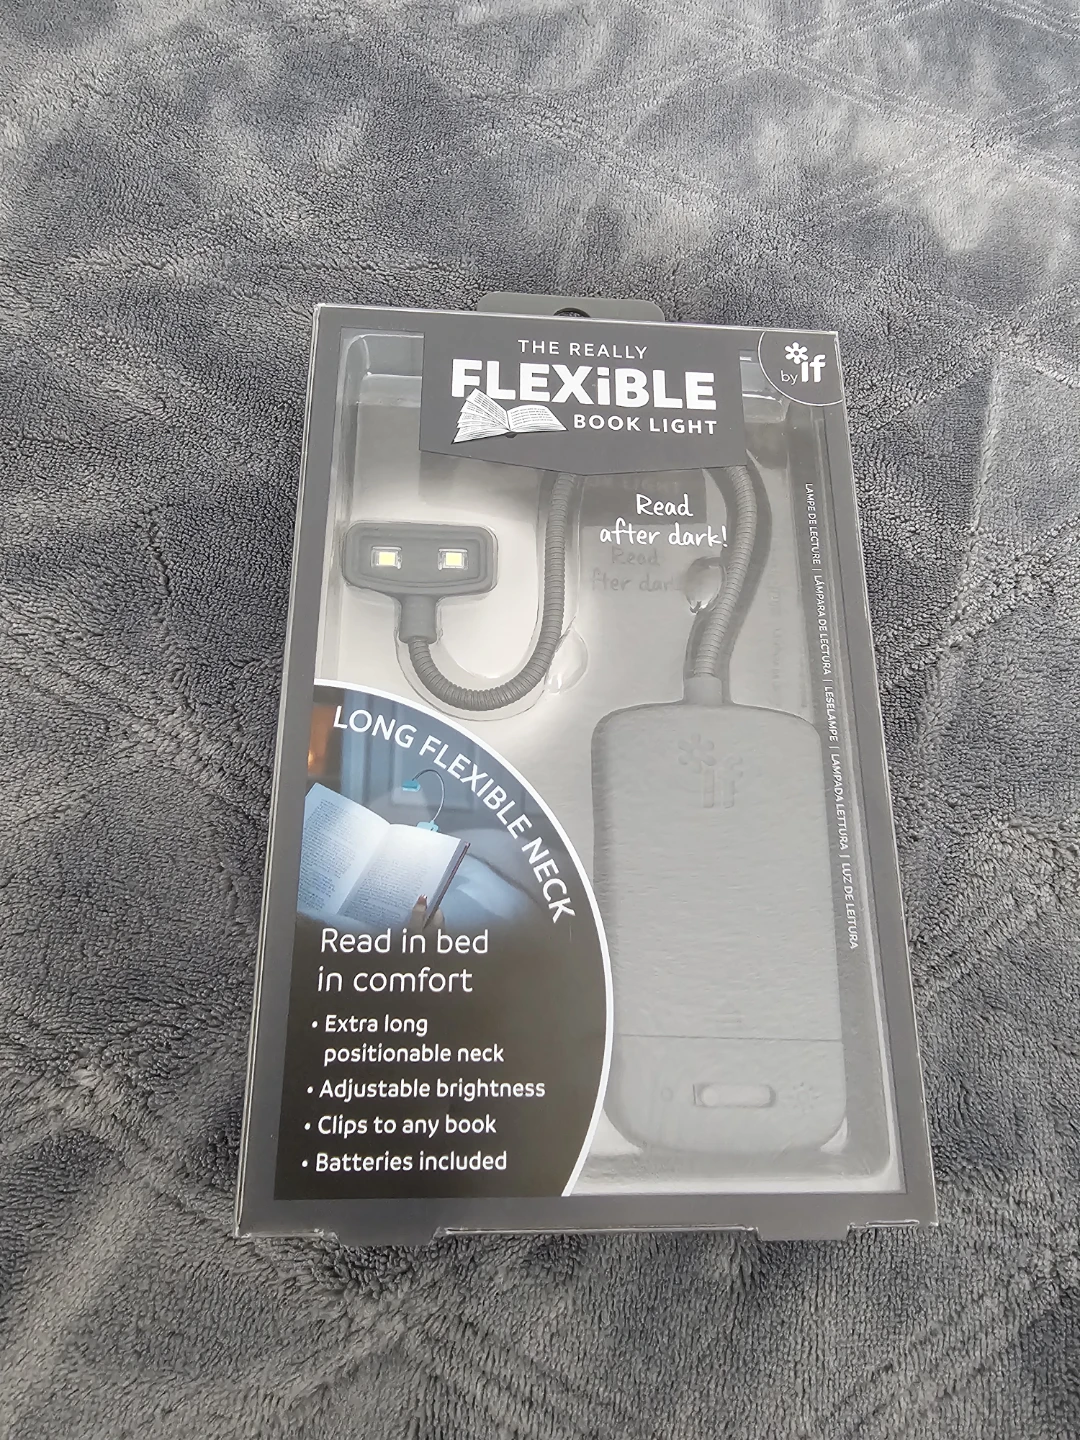 THE REALLY
FLEXiBLE
BOOK LIGHT
by if
Read
after dark!
LAMPE DE LECTURE | LÁMPARA DE LECTURA | LESELAMPE | LAMPADA LETTURA | LUZ DE LEITURA
if
LONG FLEXIBLE NECK
Read in bed
in comfort
• Extra long
positionable neck
• Adjustable brightness
• Clips to any book
• Batteries included